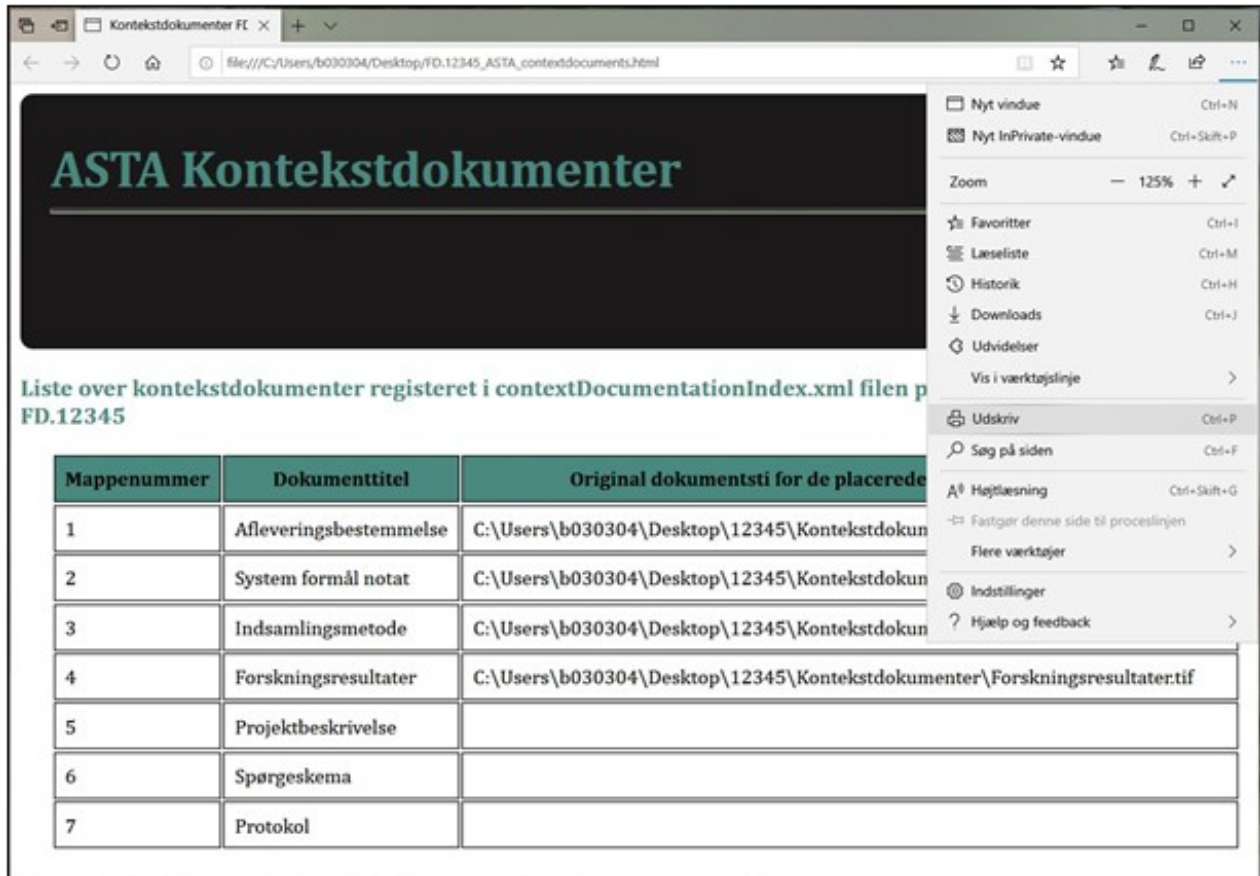 Kontekstdokumenter FD
file:///C:/Users/b030304/Desktop/FD.12345_ASTA_contextdocuments.html
ASTA Kontekstdokumenter
Nyt vindue Ctrl+N
Nyt InPrivate-vindue Ctrl+Skift+P
Zoom — 125% +
Favoritter Ctrl+I
Læseliste Ctrl+M
Historik Ctrl+H
Downloads Ctrl+J
Udvidelser
Vis i værktøjslinje
Udskriv Ctrl+P
Søg på siden Ctrl+F
Højtlæsning Ctrl+Skift+G
Fastgør denne side til proceslinjen
Flere værktøjer
Indstillinger
Hjælp og feedback
Liste over kontekstdokumenter registeret i contextDocumentationIndex.xml filen p
FD.12345
Mappenummer Dokumenttitel Original dokumentsti for de placerede
1 Afleveringsbestemmelse C:\Users\b030304\Desktop\12345\Kontekstdokum
2 System formål notat C:\Users\b030304\Desktop\12345\Kontekstdokum
3 Indsamlingsmetode C:\Users\b030304\Desktop\12345\Kontekstdokum
4 Forskningsresultater C:\Users\b030304\Desktop\12345\Kontekstdokumenter\Forskningsresultater.tif
5 Projektbeskrivelse
6 Spørgeskema
7 Protokol